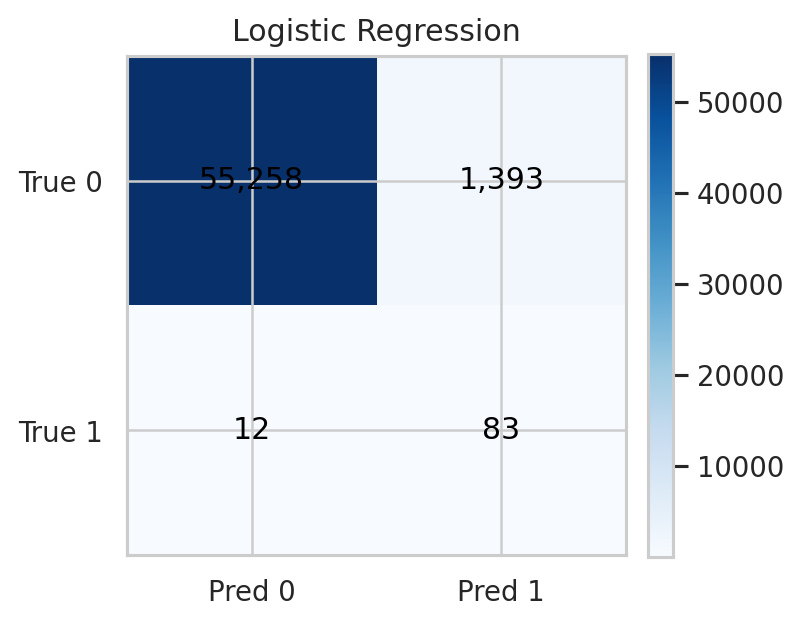 Logistic Regression
True 0
55,258
1,393
True 1
12
83
Pred 0
Pred 1
50000
40000
30000
20000
10000